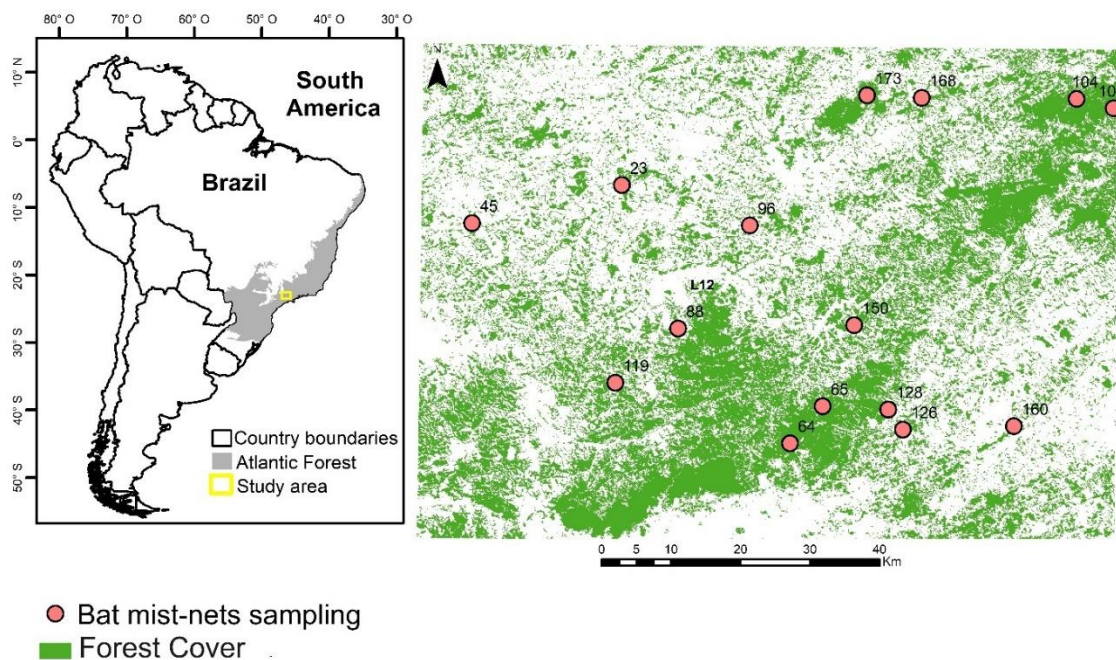 80° O 70° O 60° O 50° O 40° O 30° O
10° N
0°
10° S
20° S
30° S
40° S
50° S
South
America
Brazil
Country boundaries
Atlantic Forest
Study area
N
173
168
104
10
23
45
96
L12
88
150
119
65
128
126
64
160
0 5 10 20 30 40
Km
Bat mist-nets sampling
Forest Cover